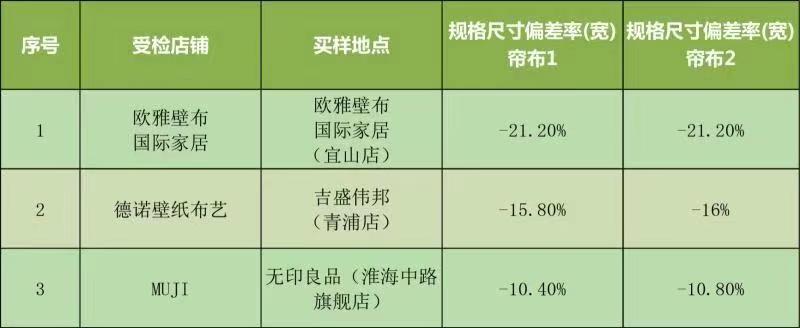 序号
受检店铺
买样地点
规格尺寸偏差率(宽)
帘布1
规格尺寸偏差率(宽)
帘布2
1
欧雅壁布
国际家居
欧雅壁布
国际家居
（宜山店）
-21.20%
-21.20%
2
德诺壁纸布艺
吉盛伟邦
（青浦店）
-15.80%
-16%
3
MUJI
无印良品（淮海中路
旗舰店）
-10.40%
-10.80%